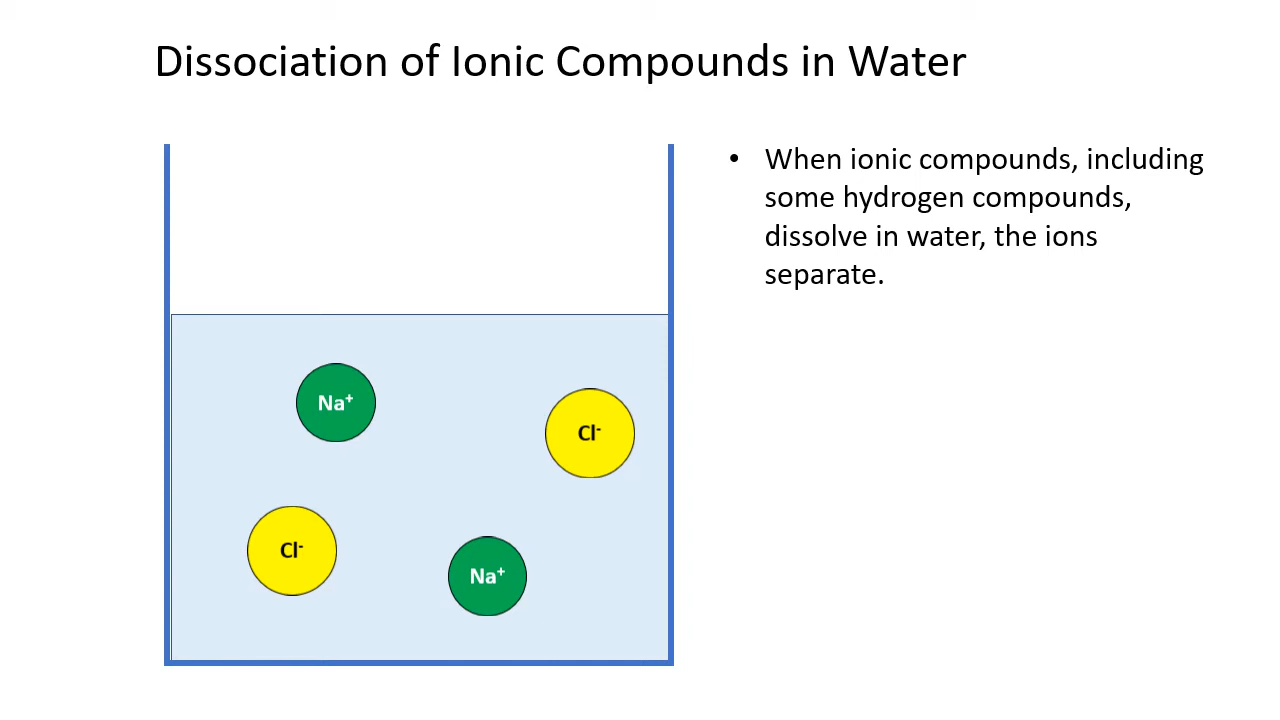 Dissociation of Ionic Compounds in Water
• When ionic compounds, including
some hydrogen compounds,
dissolve in water, the ions
separate.
Na⁺
Cl⁻
Cl⁻
Na⁺